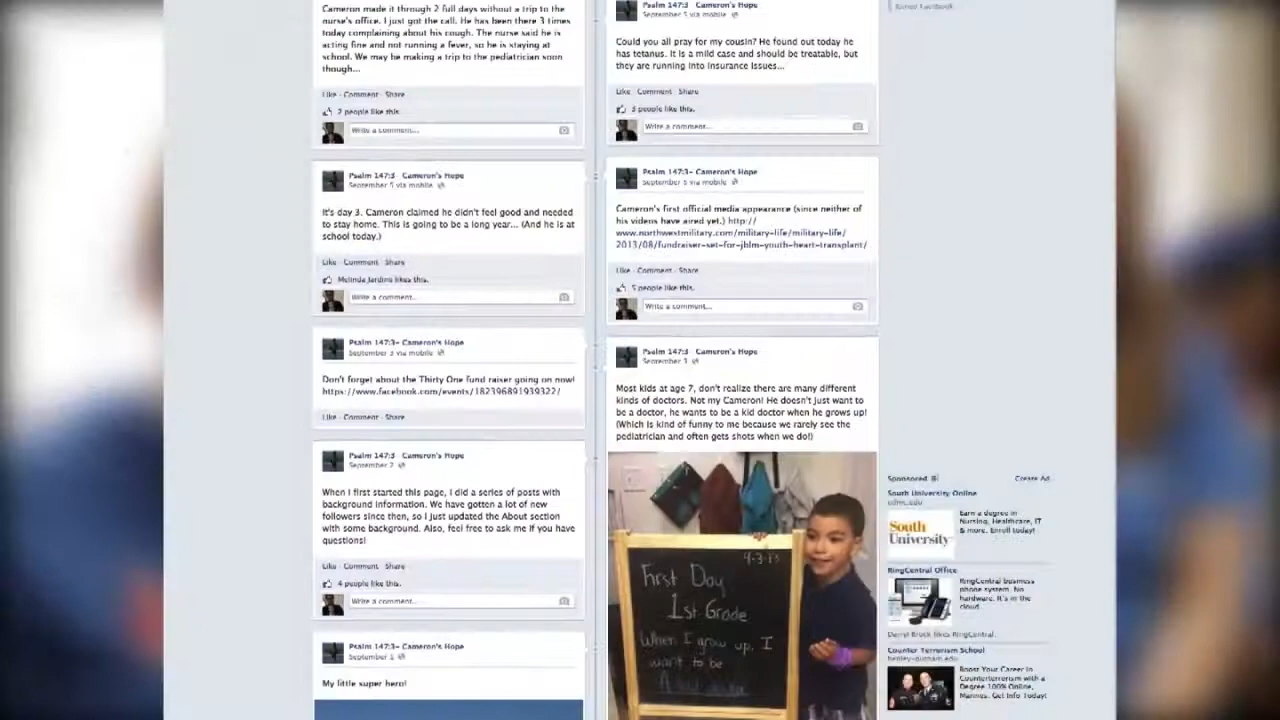 Cameron made it through 2 full days without a trip to the
nurse's office. I just got the call. He has been there 3 times
today complaining about his cough. The nurse said he is
acting fine and not running a fever, so he is staying at
school. We may be making a trip to the pediatrician soon
though...
Like · Comment · Share
2 people like this.
Write a comment...
Psalm 147:3- Cameron's Hope
September 5 via mobile
It's day 3. Cameron claimed he didn't feel good and needed
to stay home. This is going to be a long year... (And he is at
school today.)
Like · Comment · Share
Melinda Jardine likes this.
Write a comment...
Psalm 147:3- Cameron's Hope
September 3 via mobile
Don't forget about the Thirty One fund raiser going on now!
https://www.facebook.com/events/182396891939322/
Like · Comment · Share
Psalm 147:3- Cameron's Hope
September 2
When I first started this page, I did a series of posts with
background information. We have gotten a lot of new
followers since then, so I just updated the About section
with some background. Also, feel free to ask me if you have
questions!
Like · Comment · Share
4 people like this.
Write a comment...
Psalm 147:3- Cameron's Hope
September 1
My little super hero!
Psalm 147:3- Cameron's Hope
September 5 via mobile
Could you all pray for my cousin? He found out today he
has tetanus. It is a mild case and should be treatable, but
they are running into insurance issues...
Like · Comment · Share
3 people like this.
Write a comment...
Psalm 147:3- Cameron's Hope
September 5 via mobile
Cameron's first official media appearance (since neither of
his videos have aired yet.) http://
www.northwestmilitary.com/military-life/military-life/
2013/08/fundraiser-set-for-jblm-youth-heart-transplant/
Like · Comment · Share
5 people like this.
Write a comment...
Psalm 147:3- Cameron's Hope
September 3
Most kids at age 7, don't realize there are many different
kinds of doctors. Not my Cameron! He doesn't just want to
be a doctor, he wants to be a kid doctor when he grows up!
(Which is kind of funny to me because we rarely see the
pediatrician and often gets shots when we do!)
First Day
1st Grade
When I grow up, I
want to be
Joined Facebook
Sponsored
Create Ad
South University Online
South
University
Earn a degree in
Nursing, Healthcare, IT
& more. Enroll today!
RingCentral Office
RingCentral business
phone system. No
hardware. It's in the
cloud.
Darryl Brock likes RingCentral.
Counter Terrorism School
henley-putnam.edu
Boost Your Career in
Counterterrorism with a
Degree 100% Online,
Marines. Get Info Today!